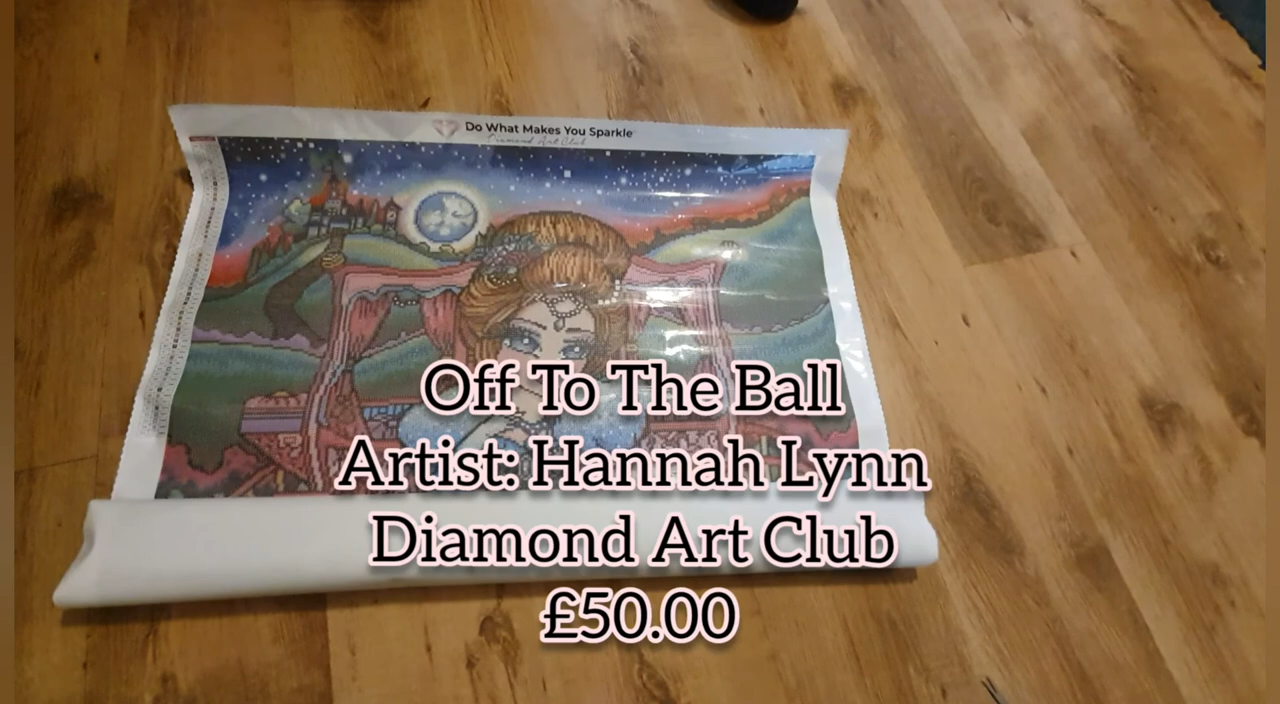 Do What Makes You Sparkle
Diamond Art Club
Off To The Ball
Artist: Hannah Lynn
Diamond Art Club
£50.00